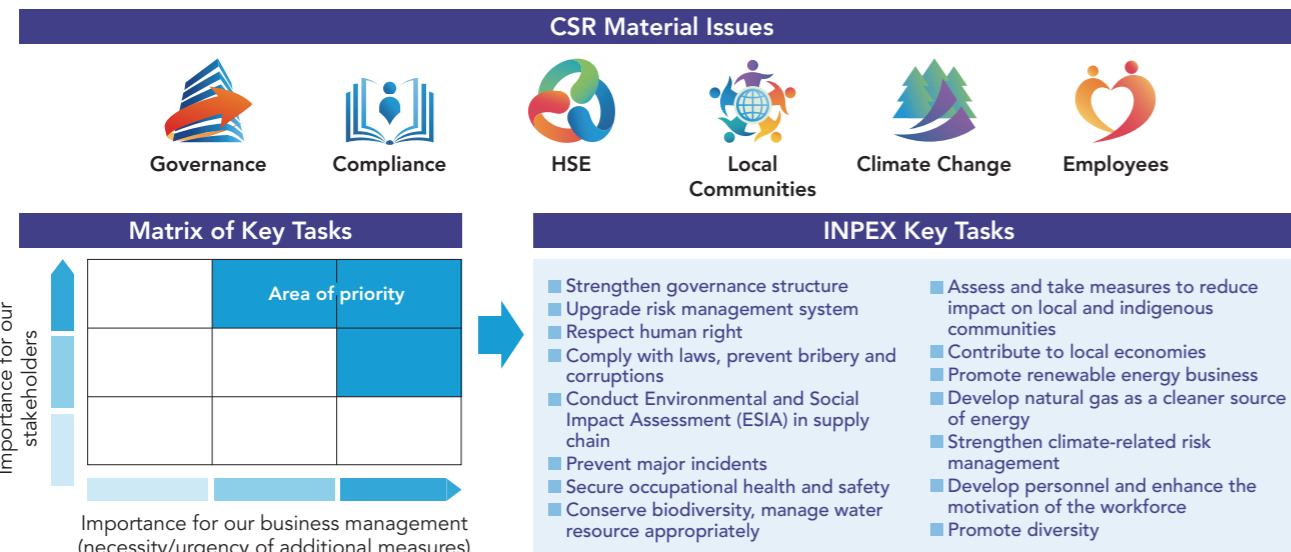 CSR Material Issues
Governance
Compliance
HSE
Local
Communities
Climate Change
Employees
Matrix of Key Tasks
Importance for our
stakeholders
Area of priority
Importance for our business management
(necessity/urgency of additional measures)
INPEX Key Tasks
Strengthen governance structure
Upgrade risk management system
Respect human right
Comply with laws, prevent bribery and
corruptions
Conduct Environmental and Social
Impact Assessment (ESIA) in supply
chain
Prevent major incidents
Secure occupational health and safety
Conserve biodiversity, manage water
resource appropriately
Assess and take measures to reduce
impact on local and indigenous
communities
Contribute to local economies
Promote renewable energy business
Develop natural gas as a cleaner source
of energy
Strengthen climate-related risk
management
Develop personnel and enhance the
motivation of the workforce
Promote diversity